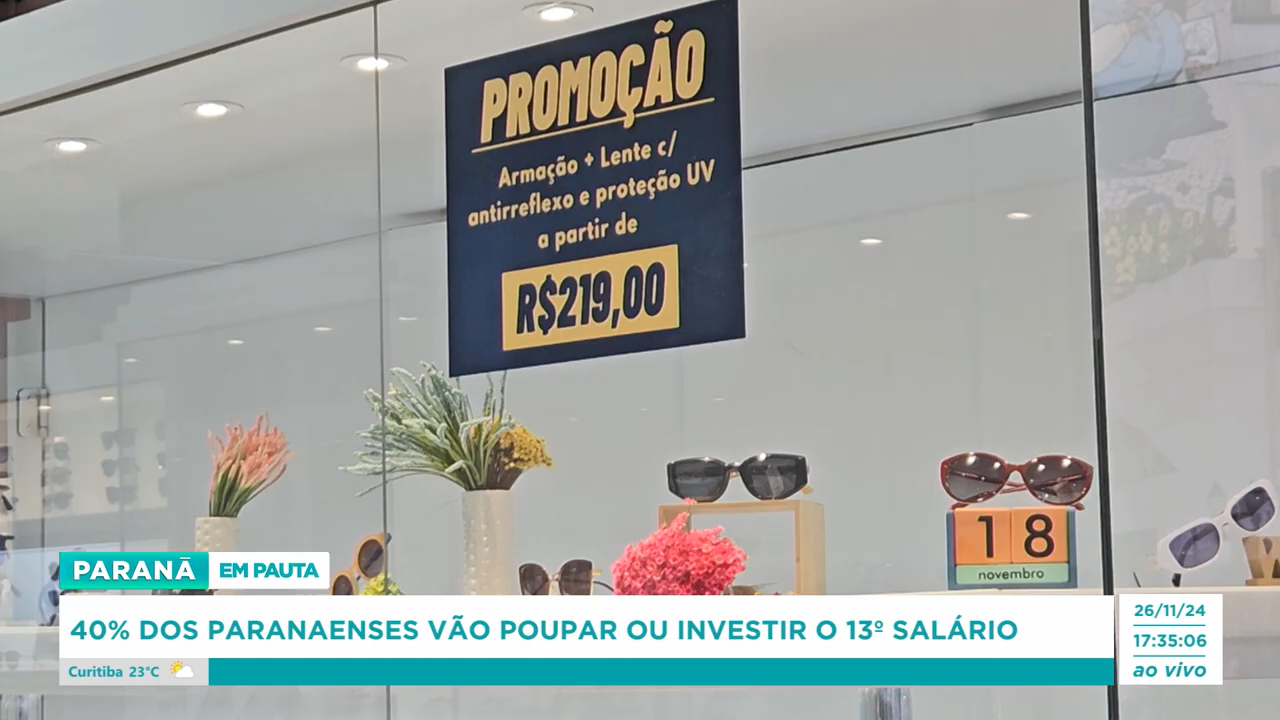 PROMOÇÃO
Armação + Lente c/
antirreflexo e proteção UV
a partir de
R$219,00
18
novembro
PARANÁ EM PAUTA
40% DOS PARANAENSES VÃO POUPAR OU INVESTIR O 13º SALÁRIO
Curitiba 23°C
26/11/24
17:35:06
ao vivo